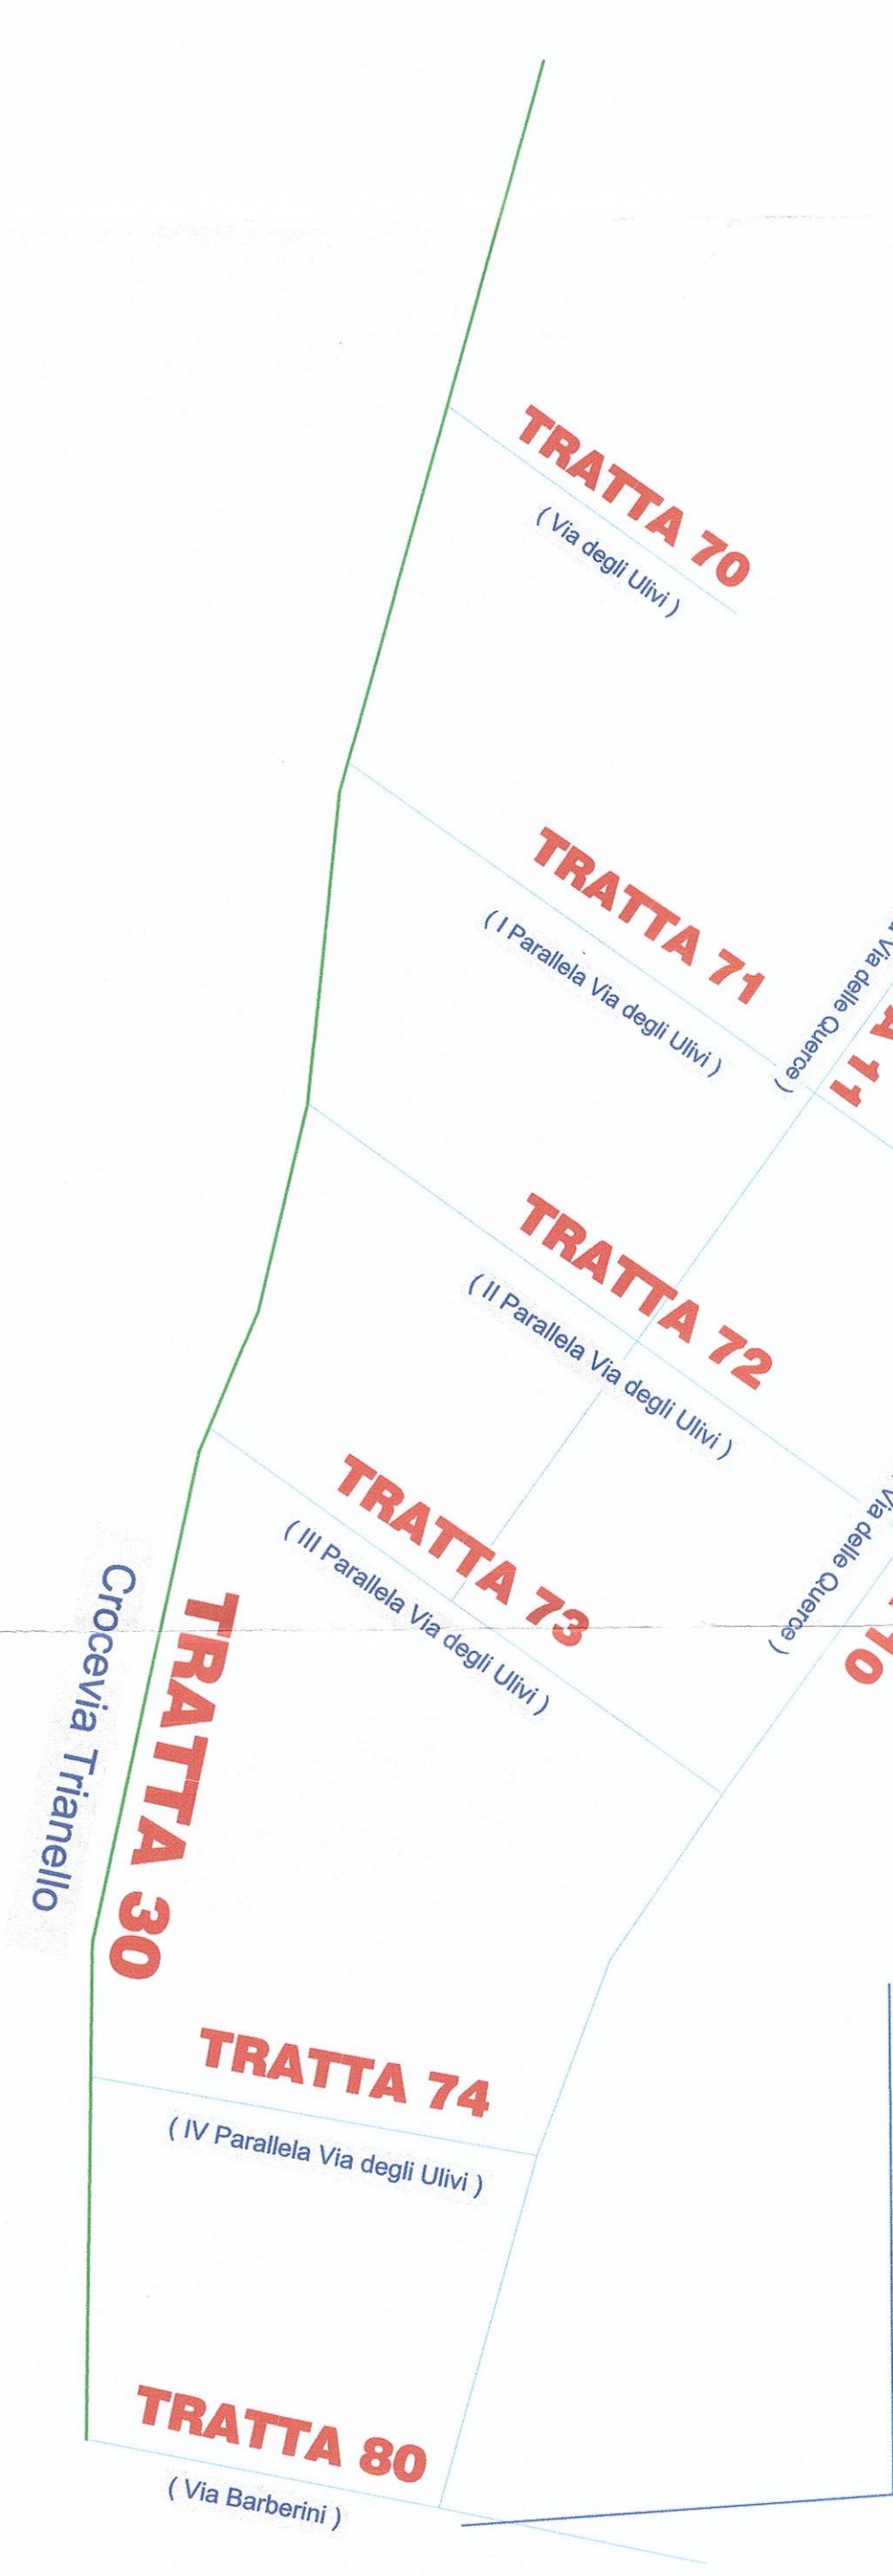 TRATTA 70
( Via degli Ulivi )
TRATTA 71
( I Parallela Via degli Ulivi )
Via delle Querce )
11
TRATTA 72
( II Parallela Via degli Ulivi )
TRATTA 73
( III Parallela Via degli Ulivi )
Via delle Querce )
10
Crocevia Trianello
TRATTA 30
TRATTA 74
( IV Parallela Via degli Ulivi )
TRATTA 80
( Via Barberini )